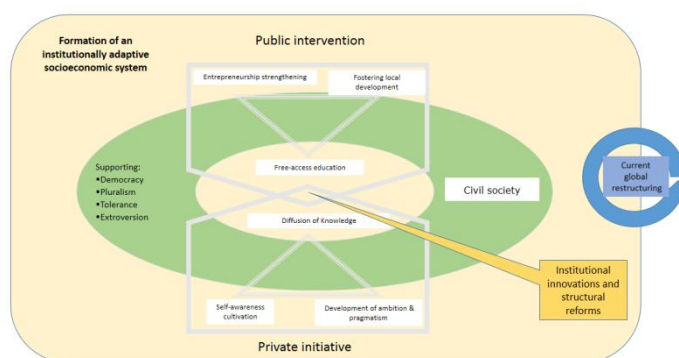 Formation of an
institutionally adaptive
socioeconomic system
Public intervention
Entrepreneurship strengthening
Fostering local
development
Supporting:
•Democracy
•Pluralism
•Tolerance
•Extroversion
Free-access education
Civil society
Current
global
restructuring
Diffusion of Knowledge
Institutional
innovations and
structural
reforms
Self-awareness
cultivation
Development of ambition &
pragmatism
Private initiative